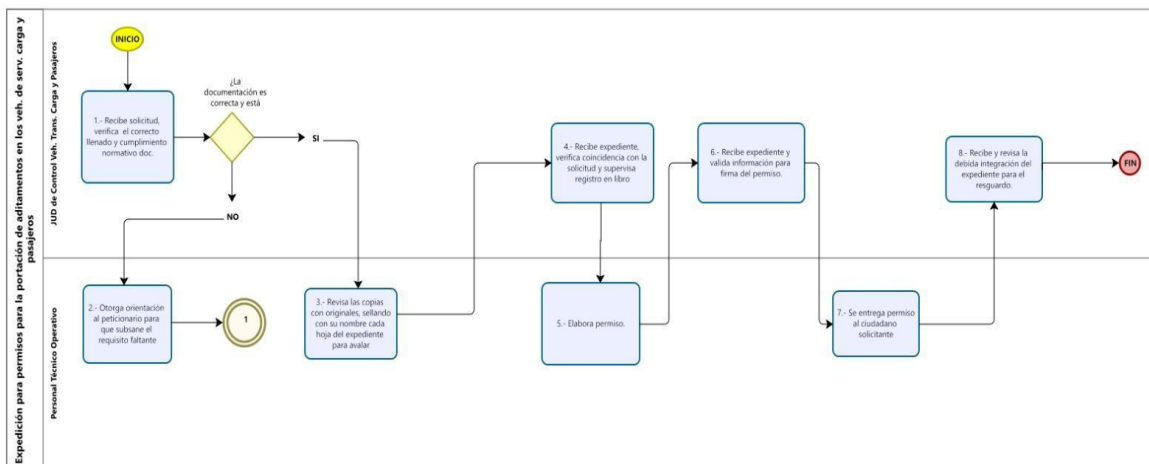 Expedición para permisos para la portación de aditamentos en los veh. de serv. carga y
pasajeros
JUD de Control Veh. Trans. Carga y Pasajeros
INICIO
1.- Recibe solicitud,
verifica el correcto
llenado y cumplimiento
normativo doc.
¿La
documentación es
correcta y está
SI
NO
4.- Recibe expediente,
verifica coincidencia con la
solicitud y supervisa
registro en libro
6.- Recibe expediente y
valida información para
firma del permiso.
8.- Recibe y revisa la
debida integración del
expediente para el
resguardo.
FIN
Personal Técnico Operativo
2.- Otorga orientación
al peticionario para
que subsane el
requisito faltante
1
3.- Revisa las copias
con originales, sellando
con su nombre cada
hoja del expediente
para avalar
5.- Elabora permiso.
7.- Se entrega permiso
al ciudadano
solicitante